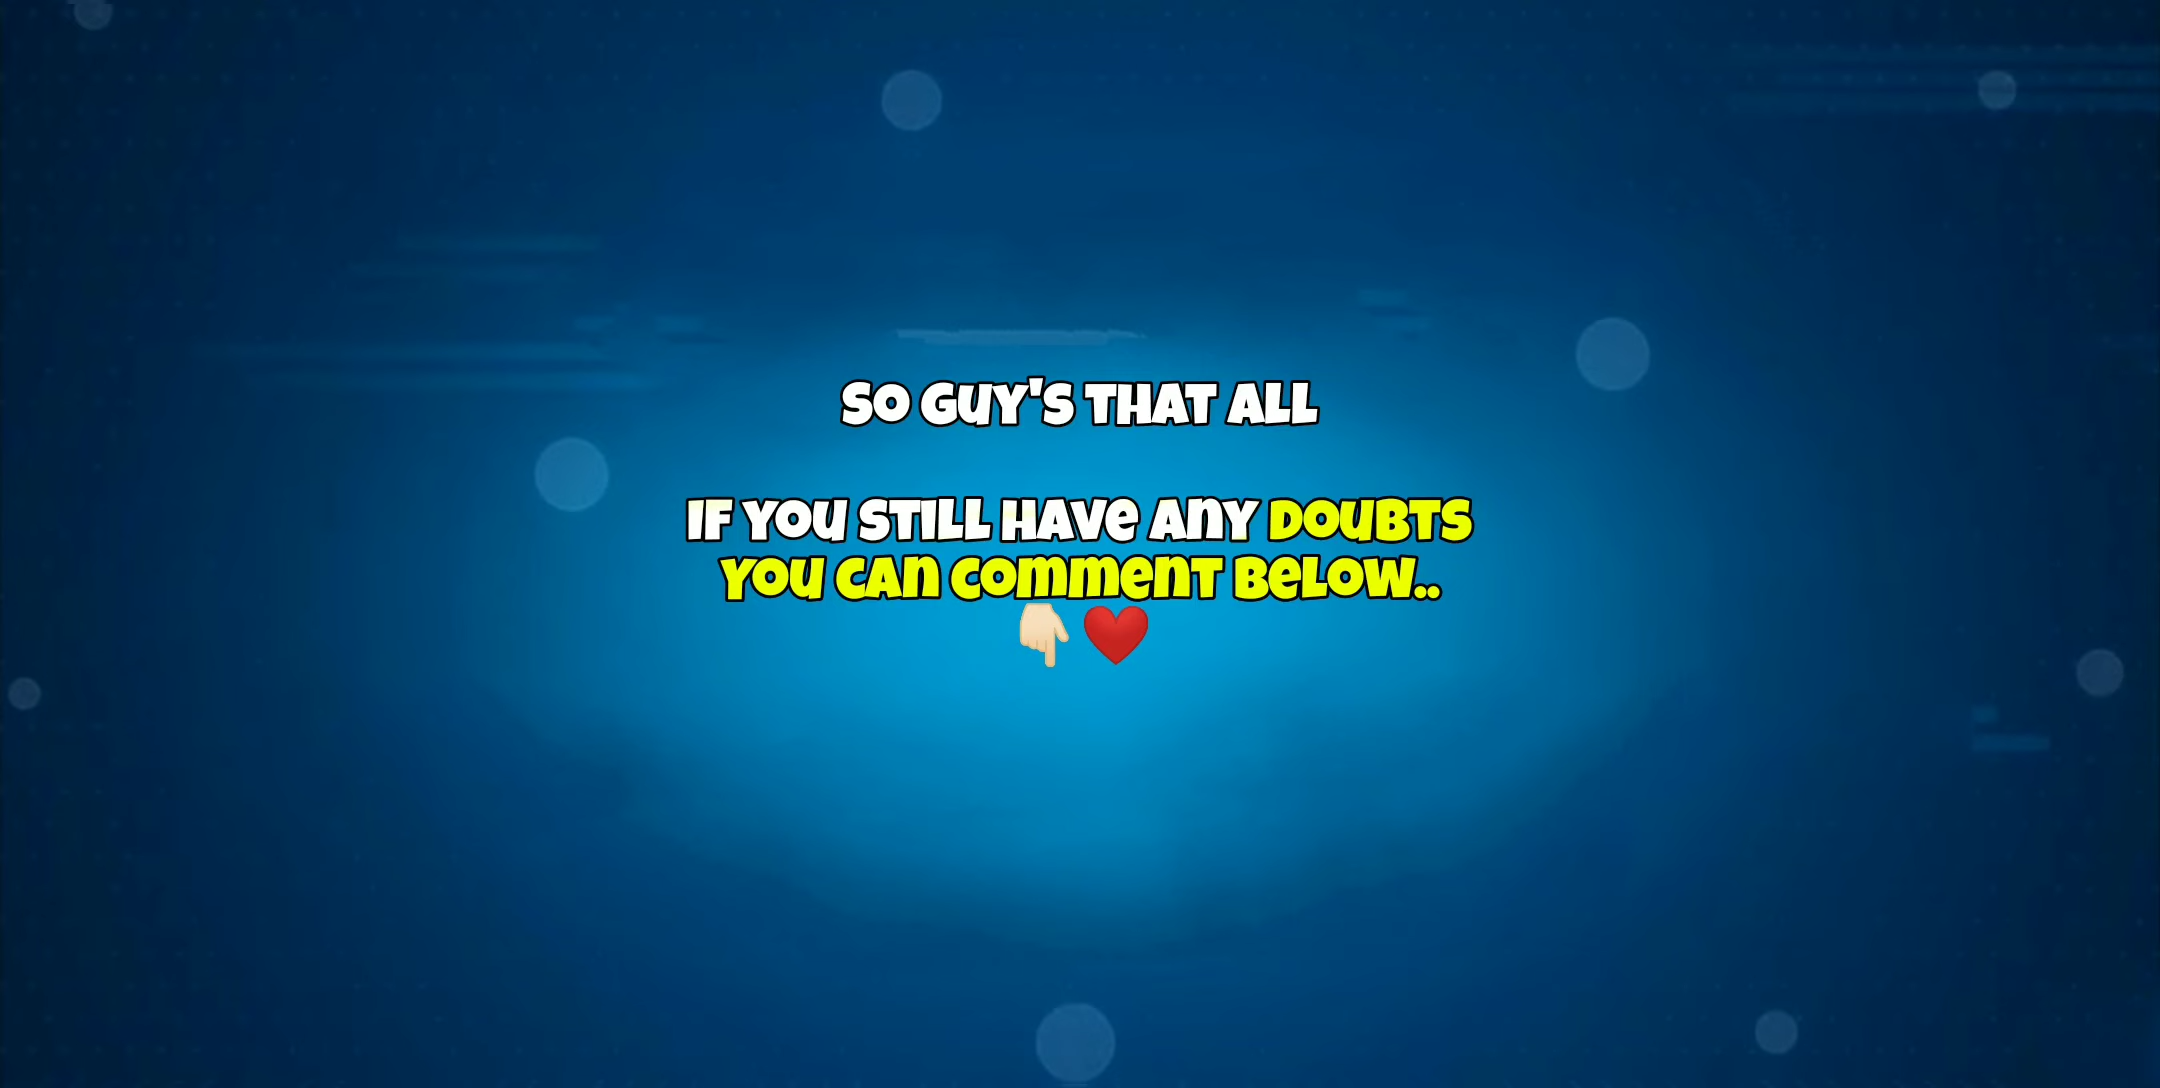 SO GUY'S THAT ALL
IF YOU STILL HAVE ANY DOUBTS
YOU CAN COMMENT BELOW..
👇🏻❤️